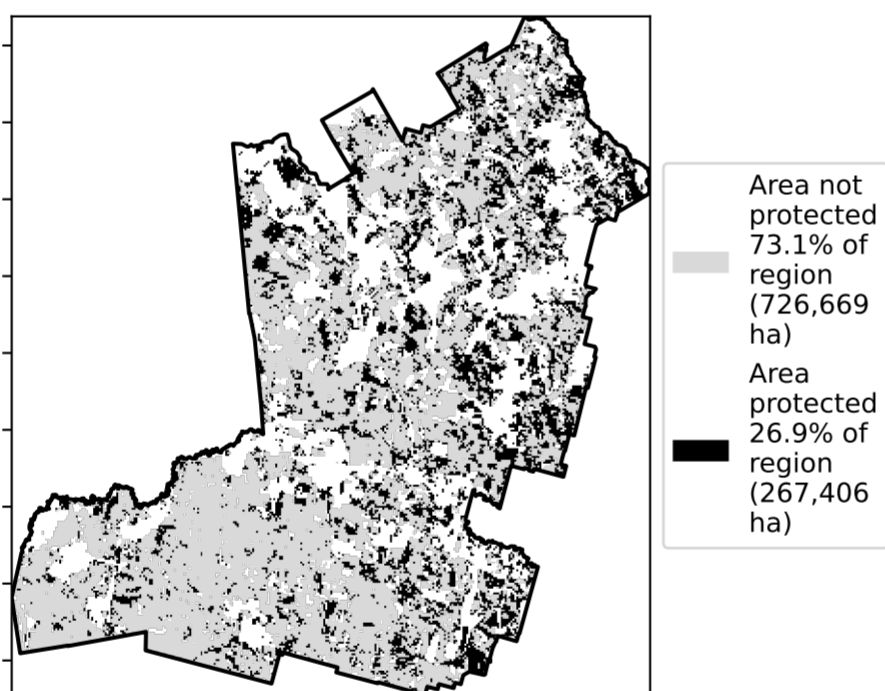 Area not
protected
73.1% of
region
(726,669
ha)
Area
protected
26.9% of
region
(267,406
ha)